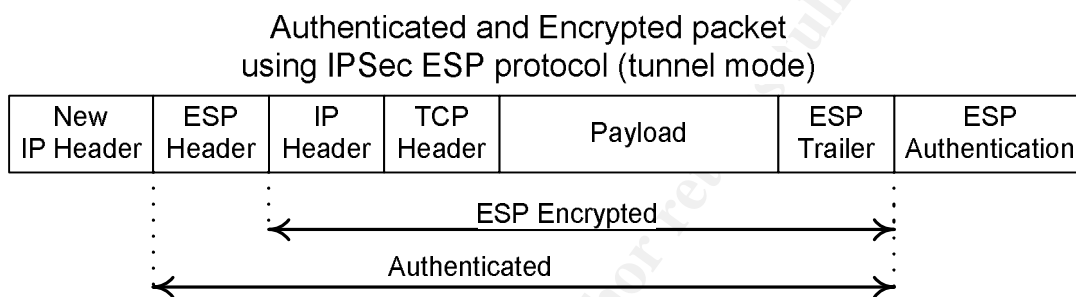 Authenticated and Encrypted packet
using IPSec ESP protocol (tunnel mode)
New IP Header
ESP Header
IP Header
TCP Header
Payload
ESP Trailer
ESP Authentication
ESP Encrypted
Authenticated